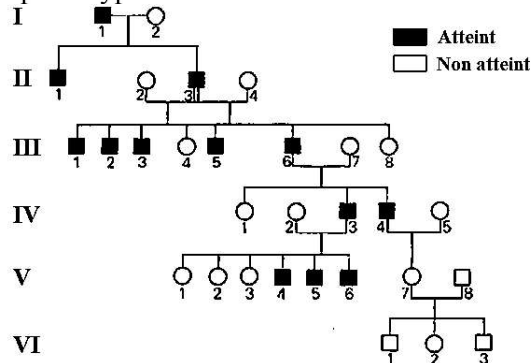 I
1 2
Atteint
Non atteint
II
1 2 3 4
III
1 2 3 4 5 6 7 8
IV
1 2 3 4 5
V
1 2 3 4 5 6 7 8
VI
1 2 3